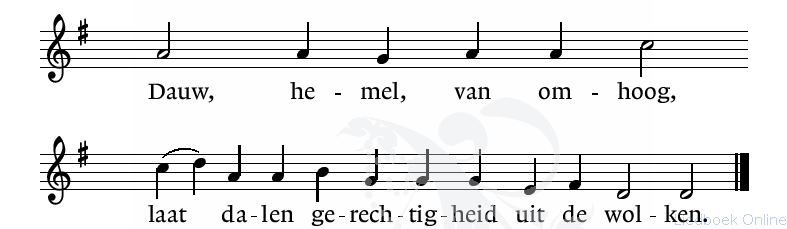 Dauw, he - mel, van om - hoog,
laat da - len ge - rech - tig - heid uit de wol - ken.
Liedboek Online